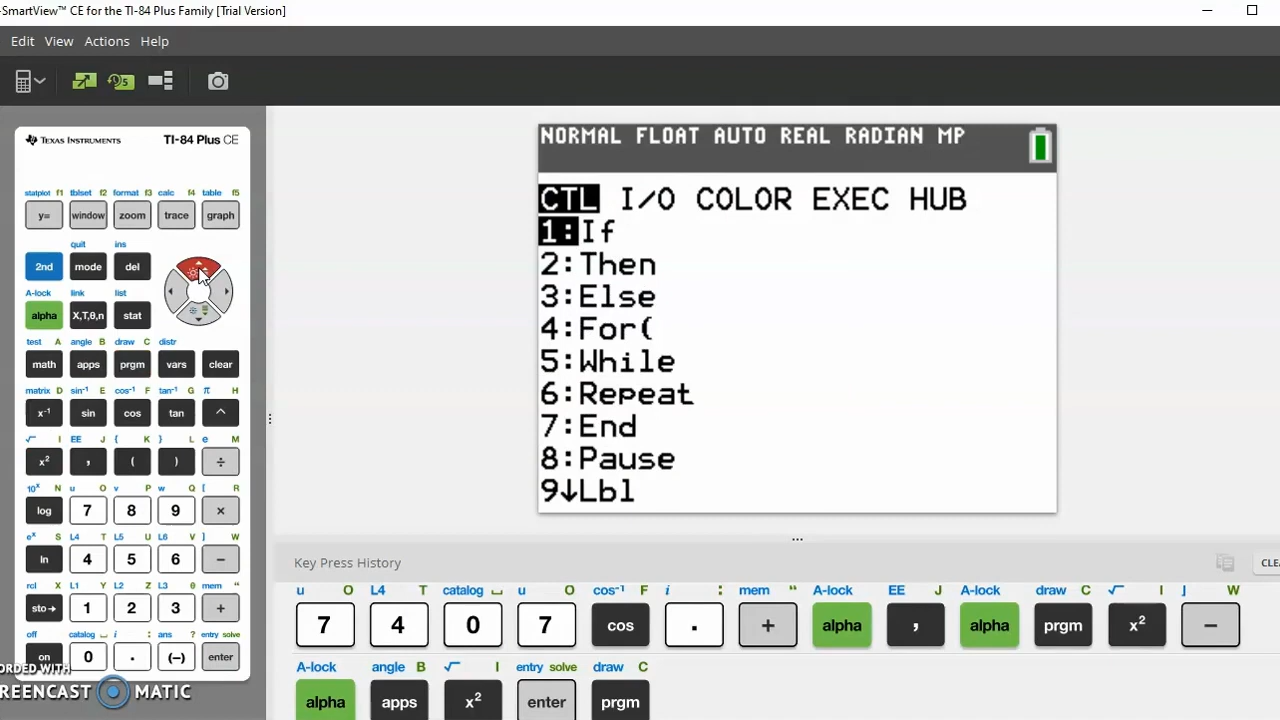 -SmartView™ CE for the TI-84 Plus Family [Trial Version]
Edit View Actions Help
TEXAS INSTRUMENTS TI-84 Plus CE
statplot f1 tblset f2 format f3 calc f4 table f5
y= window zoom trace graph
quit ins
2nd mode del
A-lock link list
alpha X,T,θ,n stat
test A angle B draw C distr
math apps prgm vars clear
matrix D sin⁻¹ E cos⁻¹ F tan⁻¹ G π H
x⁻¹ sin cos tan ^
√ I EE J { K } L e M
x² , ( ) ÷
10ˣ N u O v P w Q [ R
log 7 8 9 ×
eˣ S L4 T L5 U L6 V ] W
ln 4 5 6 −
rcl X L1 Y L2 Z L3 θ mem "
sto→ 1 2 3 +
off catalog ⎵ i : ans ? entry solve
on 0 . (−) enter
NORMAL FLOAT AUTO REAL RADIAN MP
CTL I/O COLOR EXEC HUB
1:If
2:Then
3:Else
4:For(
5:While
6:Repeat
7:End
8:Pause
9↓Lbl
Key Press History
CLEA
u O L4 T catalog ⎵ u O cos⁻¹ F i : mem " A-lock EE J A-lock draw C √ I ] W
7 4 0 7 cos . + alpha , alpha prgm x² −
A-lock angle B √ I entry solve draw C
alpha apps x² enter prgm
ORDED WITH
REENCAST MATIC